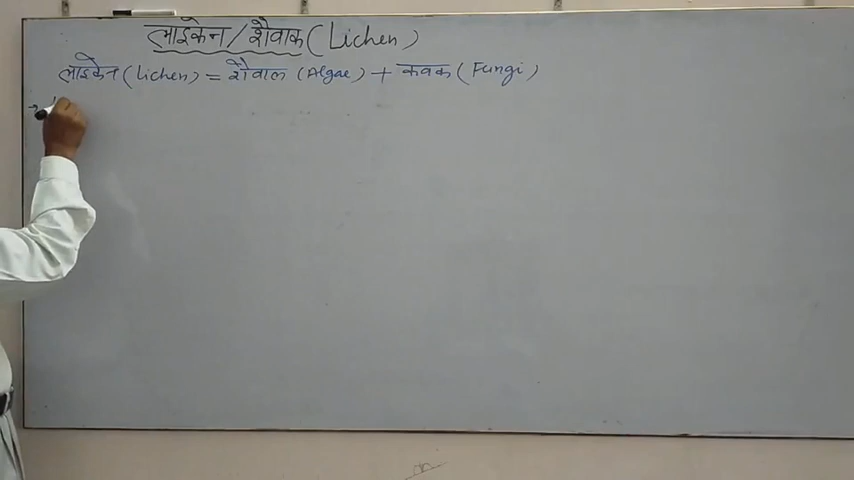 लाइकेन/शैवाक (Lichen)
लाइकेन (Lichen) = शैवाल (Algae) + कवक (Fungi)
→